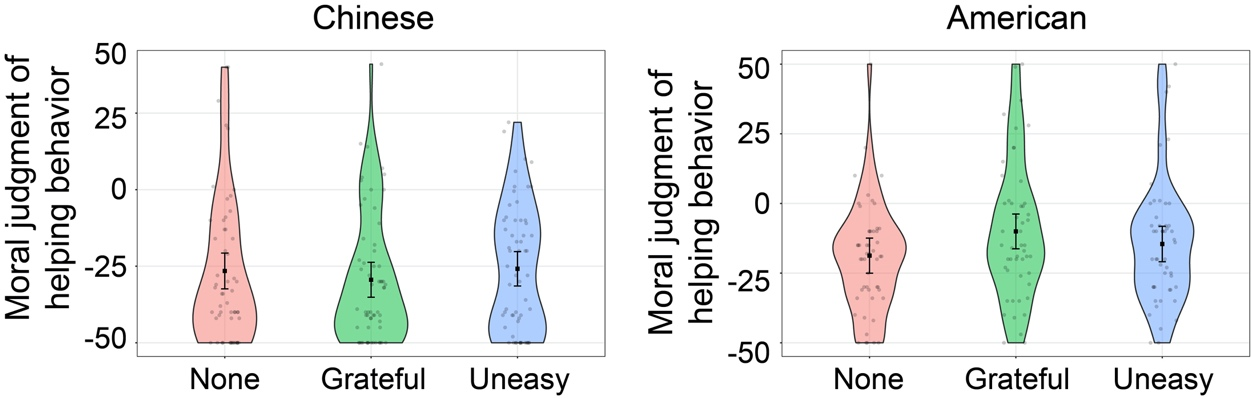 Chinese
Moral judgment of
helping behavior
50
25
0
-25
-50
None Grateful Uneasy
American
Moral judgment of
helping behavior
50
25
0
-25
-50
None Grateful Uneasy